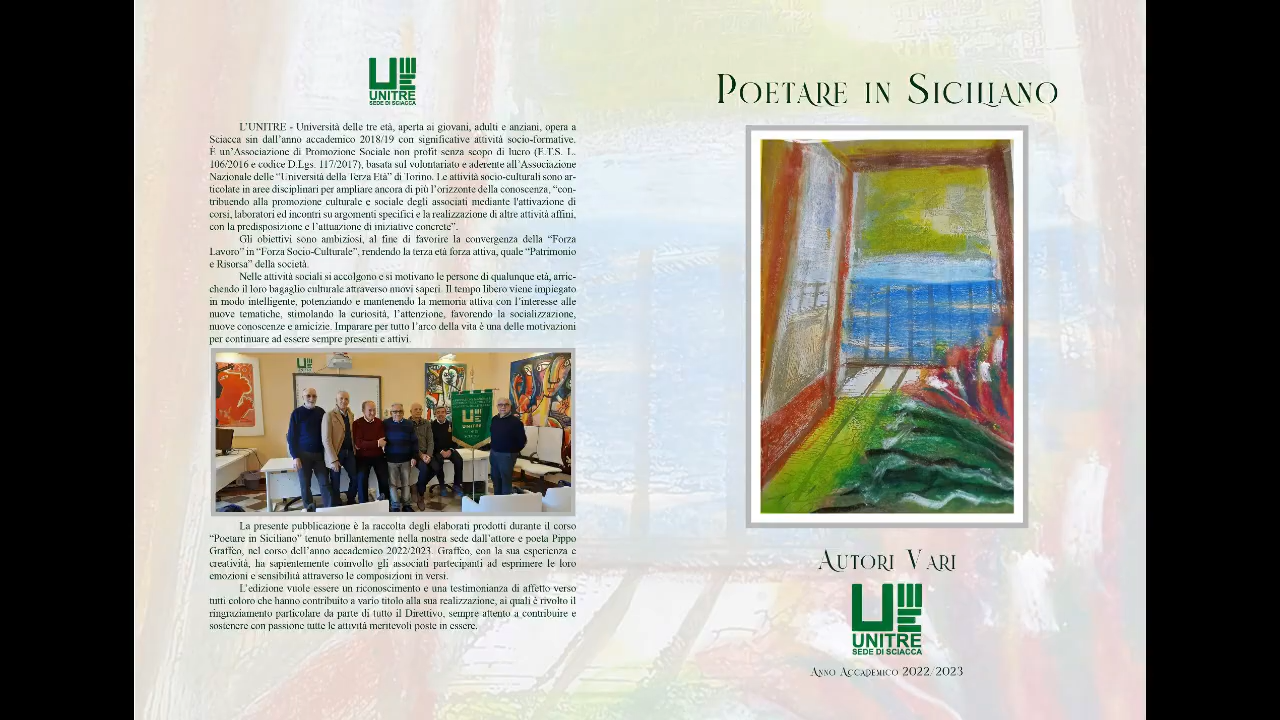 UNITRE
SEDE DI SCIACCA
L'UNITRE - Università delle tre età, aperta ai giovani, adulti e anziani, opera a
Sciacca sin dall'anno accademico 2018/19 con significative attività socio-formative.
È un'Associazione di Promozione Sociale non profit senza scopo di lucro (E.T.S. L.
106/2016 e codice D.Lgs. 117/2017), basata sul volontariato e aderente all'Associazione
Nazionale delle “Università della Terza Età” di Torino. Le attività socio-culturali sono ar-
ticolate in aree disciplinari per ampliare ancora di più l'orizzonte della conoscenza, “con-
tribuendo alla promozione culturale e sociale degli associati mediante l'attivazione di
corsi, laboratori ed incontri su argomenti specifici e la realizzazione di altre attività affini,
con la predisposizione e l'attuazione di iniziative concrete”.
Gli obiettivi sono ambiziosi, al fine di favorire la convergenza della “Forza
Lavoro” in “Forza Socio-Culturale”, rendendo la terza età forza attiva, quale “Patrimonio
e Risorsa” della società.
Nelle attività sociali si accolgono e si motivano le persone di qualunque età, arric-
chendo il loro bagaglio culturale attraverso nuovi saperi. Il tempo libero viene impiegato
in modo intelligente, potenziando e mantenendo la memoria attiva con l'interesse alle
nuove tematiche, stimolando la curiosità, l'attenzione, favorendo la socializzazione,
nuove conoscenze e amicizie. Imparare per tutto l'arco della vita è una delle motivazioni
per continuare ad essere sempre presenti e attivi.
UNITRE
La presente pubblicazione è la raccolta degli elaborati prodotti durante il corso
“Poetare in Siciliano” tenuto brillantemente nella nostra sede dall'attore e poeta Pippo
Graffeo, nel corso dell'anno accademico 2022/2023. Graffeo, con la sua esperienza e
creatività, ha sapientemente coinvolto gli associati partecipanti ad esprimere le loro
emozioni e sensibilità attraverso le composizioni in versi.
L'edizione vuole essere un riconoscimento e una testimonianza di affetto verso
tutti coloro che hanno contribuito a vario titolo alla sua realizzazione, ai quali è rivolto il
ringraziamento particolare da parte di tutto il Direttivo, sempre attento a contribuire e
sostenere con passione tutte le attività meritevoli poste in essere.
POETARE IN SICILIANO
AUTORI VARI
UNITRE
SEDE DI SCIACCA
ANNO ACCADEMICO 2022/2023